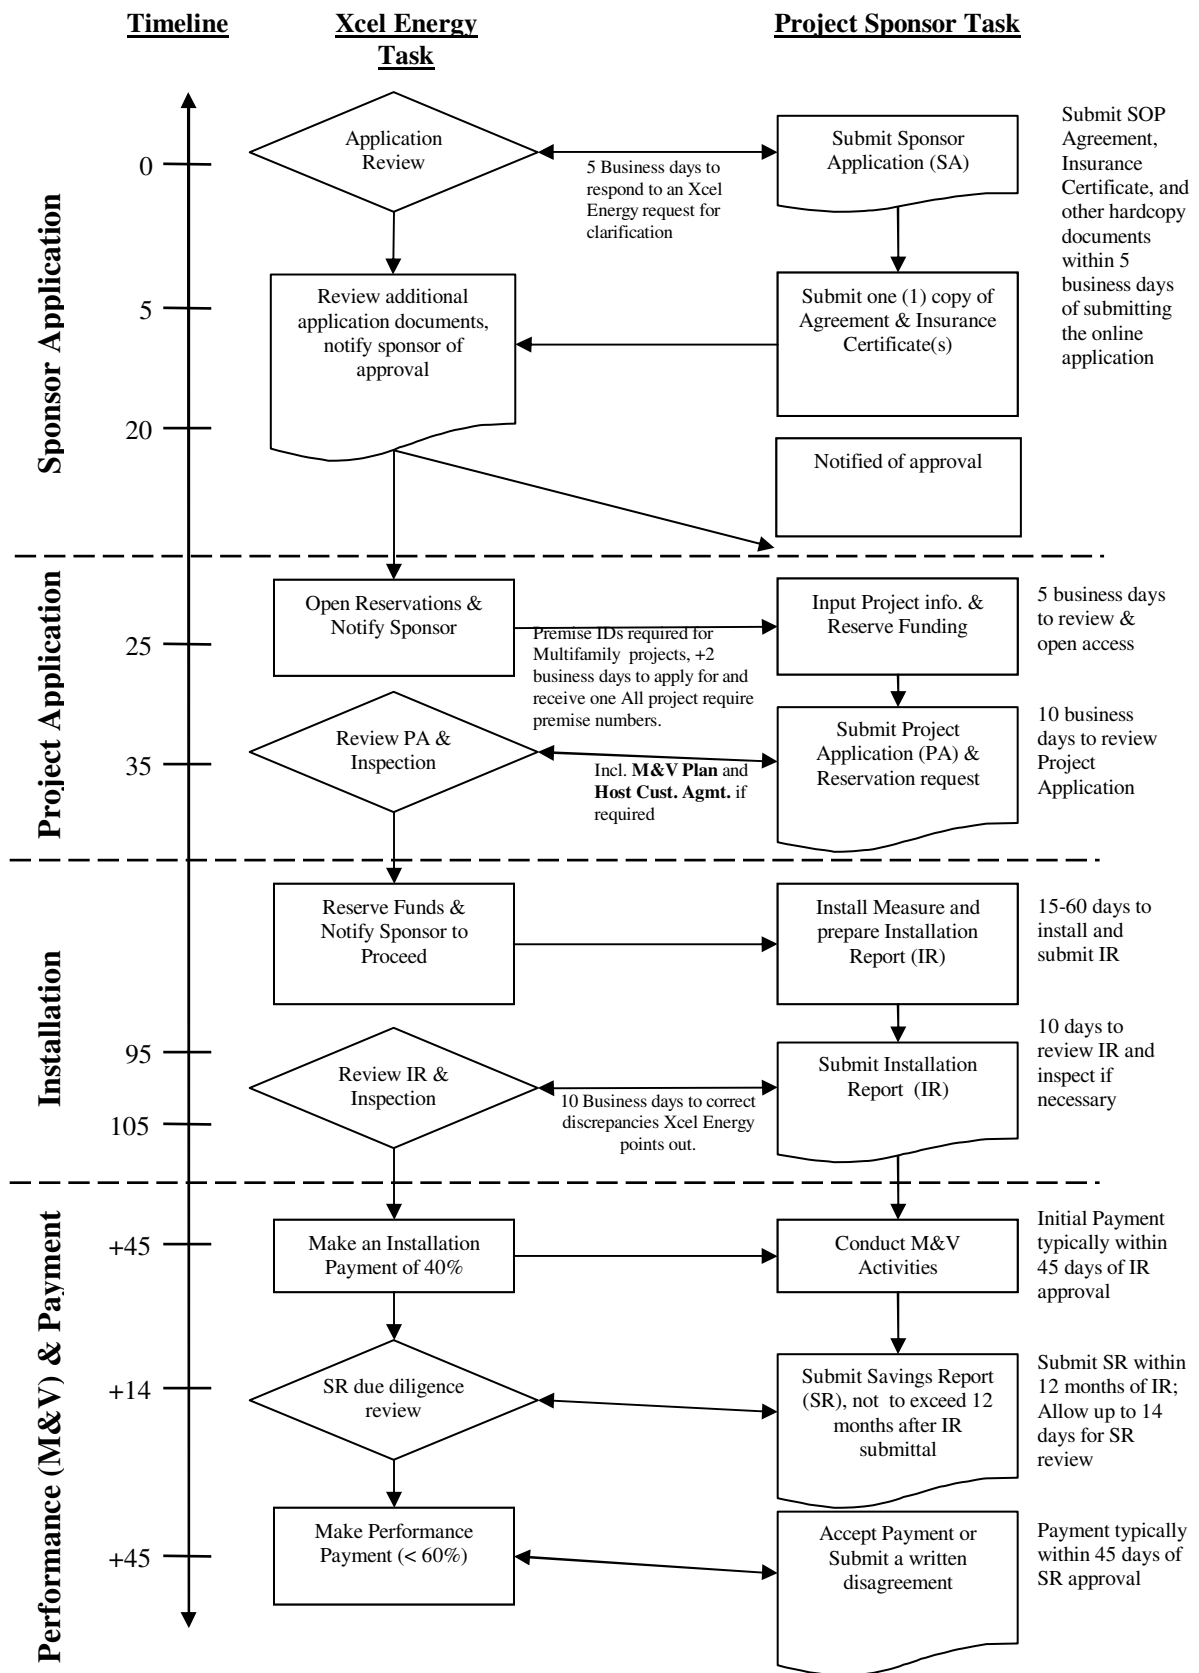 Timeline
Xcel Energy
Task
Project Sponsor Task
Sponsor Application
0
5
20
Application
Review
5 Business days to
respond to an Xcel
Energy request for
clarification
Submit Sponsor
Application (SA)
Submit SOP
Agreement,
Insurance
Certificate, and
other hardcopy
documents
within 5
business days
of submitting
the online
application
Review additional
application documents,
notify sponsor of
approval
Submit one (1) copy of
Agreement & Insurance
Certificate(s)
Notified of approval
Project Application
25
35
Open Reservations &
Notify Sponsor
Premise IDs required for
Multifamily projects, +2
business days to apply for and
receive one All project require
premise numbers.
Input Project info. &
Reserve Funding
5 business days
to review &
open access
Review PA &
Inspection
Incl. M&V Plan and
Host Cust. Agmt. if
required
Submit Project
Application (PA) &
Reservation request
10 business
days to review
Project
Application
Installation
95
105
Reserve Funds &
Notify Sponsor to
Proceed
Install Measure and
prepare Installation
Report (IR)
15-60 days to
install and
submit IR
Review IR &
Inspection
10 Business days to correct
discrepancies Xcel Energy
points out.
Submit Installation
Report (IR)
10 days to
review IR and
inspect if
necessary
Performance (M&V) & Payment
+45
+14
+45
Make an Installation
Payment of 40%
Conduct M&V
Activities
Initial Payment
typically within
45 days of IR
approval
SR due diligence
review
Submit Savings Report
(SR), not to exceed 12
months after IR
submittal
Submit SR within
12 months of IR;
Allow up to 14
days for SR
review
Make Performance
Payment (< 60%)
Accept Payment or
Submit a written
disagreement
Payment typically
within 45 days of
SR approval